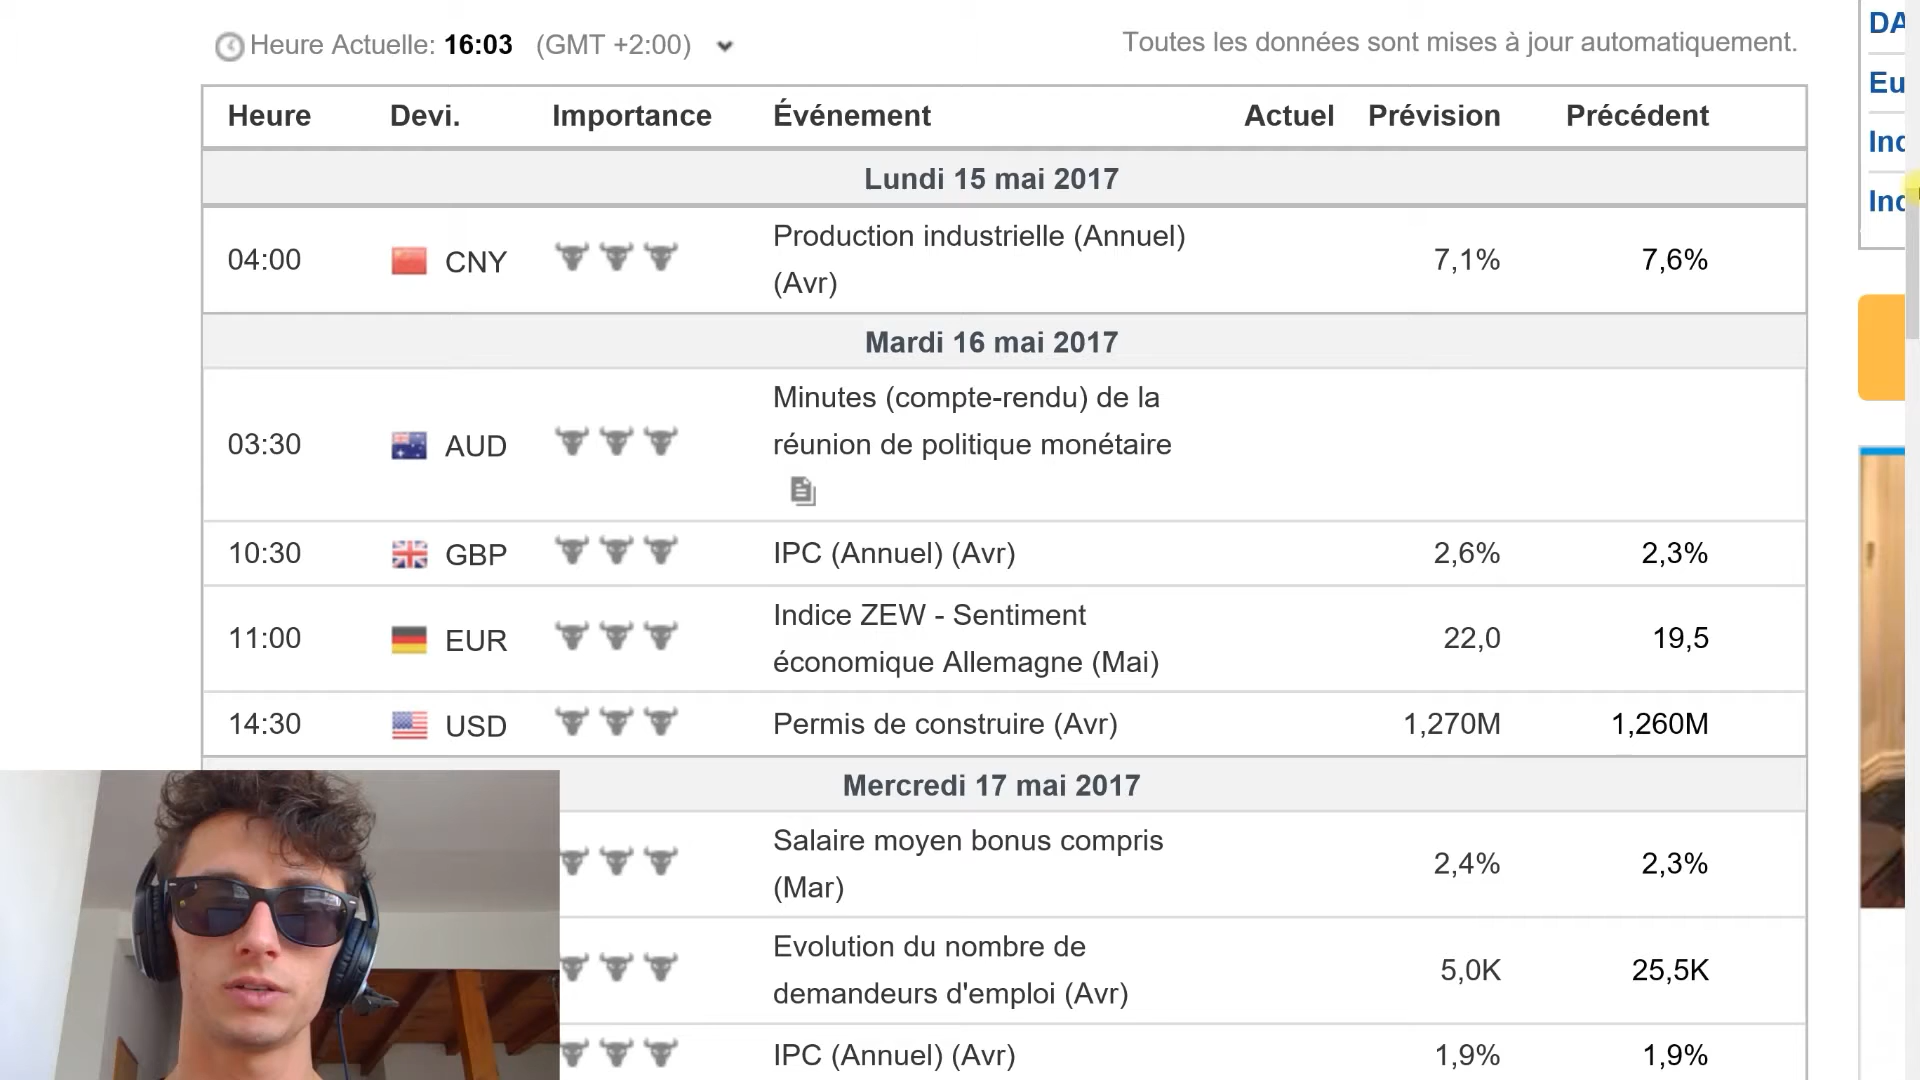 Heure Actuelle: 16:03 (GMT +2:00)
Toutes les données sont mises à jour automatiquement.
Heure Devi. Importance Événement Actuel Prévision Précédent
Lundi 15 mai 2017
04:00 CNY Production industrielle (Annuel) 7,1% 7,6%
(Avr)
Mardi 16 mai 2017
03:30 AUD Minutes (compte-rendu) de la
réunion de politique monétaire
10:30 GBP IPC (Annuel) (Avr) 2,6% 2,3%
11:00 EUR Indice ZEW - Sentiment 22,0 19,5
économique Allemagne (Mai)
14:30 USD Permis de construire (Avr) 1,270M 1,260M
Mercredi 17 mai 2017
Salaire moyen bonus compris 2,4% 2,3%
(Mar)
Evolution du nombre de 5,0K 25,5K
demandeurs d'emploi (Avr)
IPC (Annuel) (Avr) 1,9% 1,9%